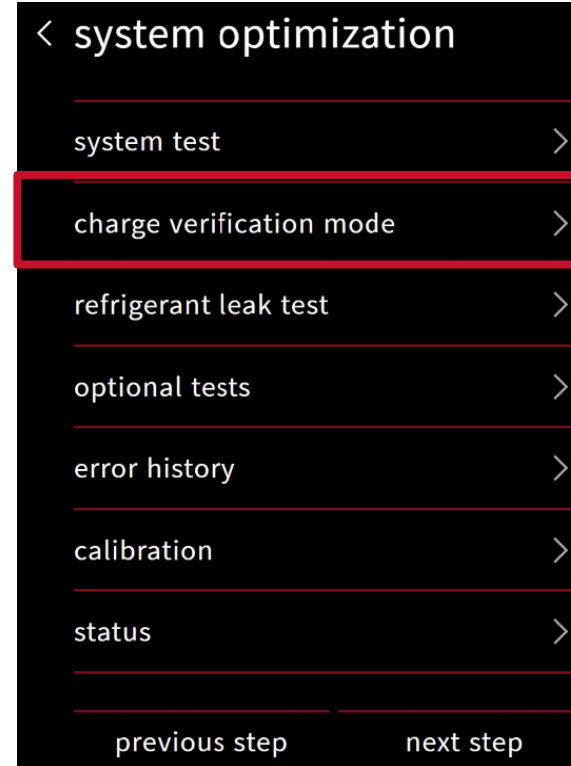 system optimization
system test
charge verification mode
refrigerant leak test
optional tests
error history
calibration
status
previous step next step